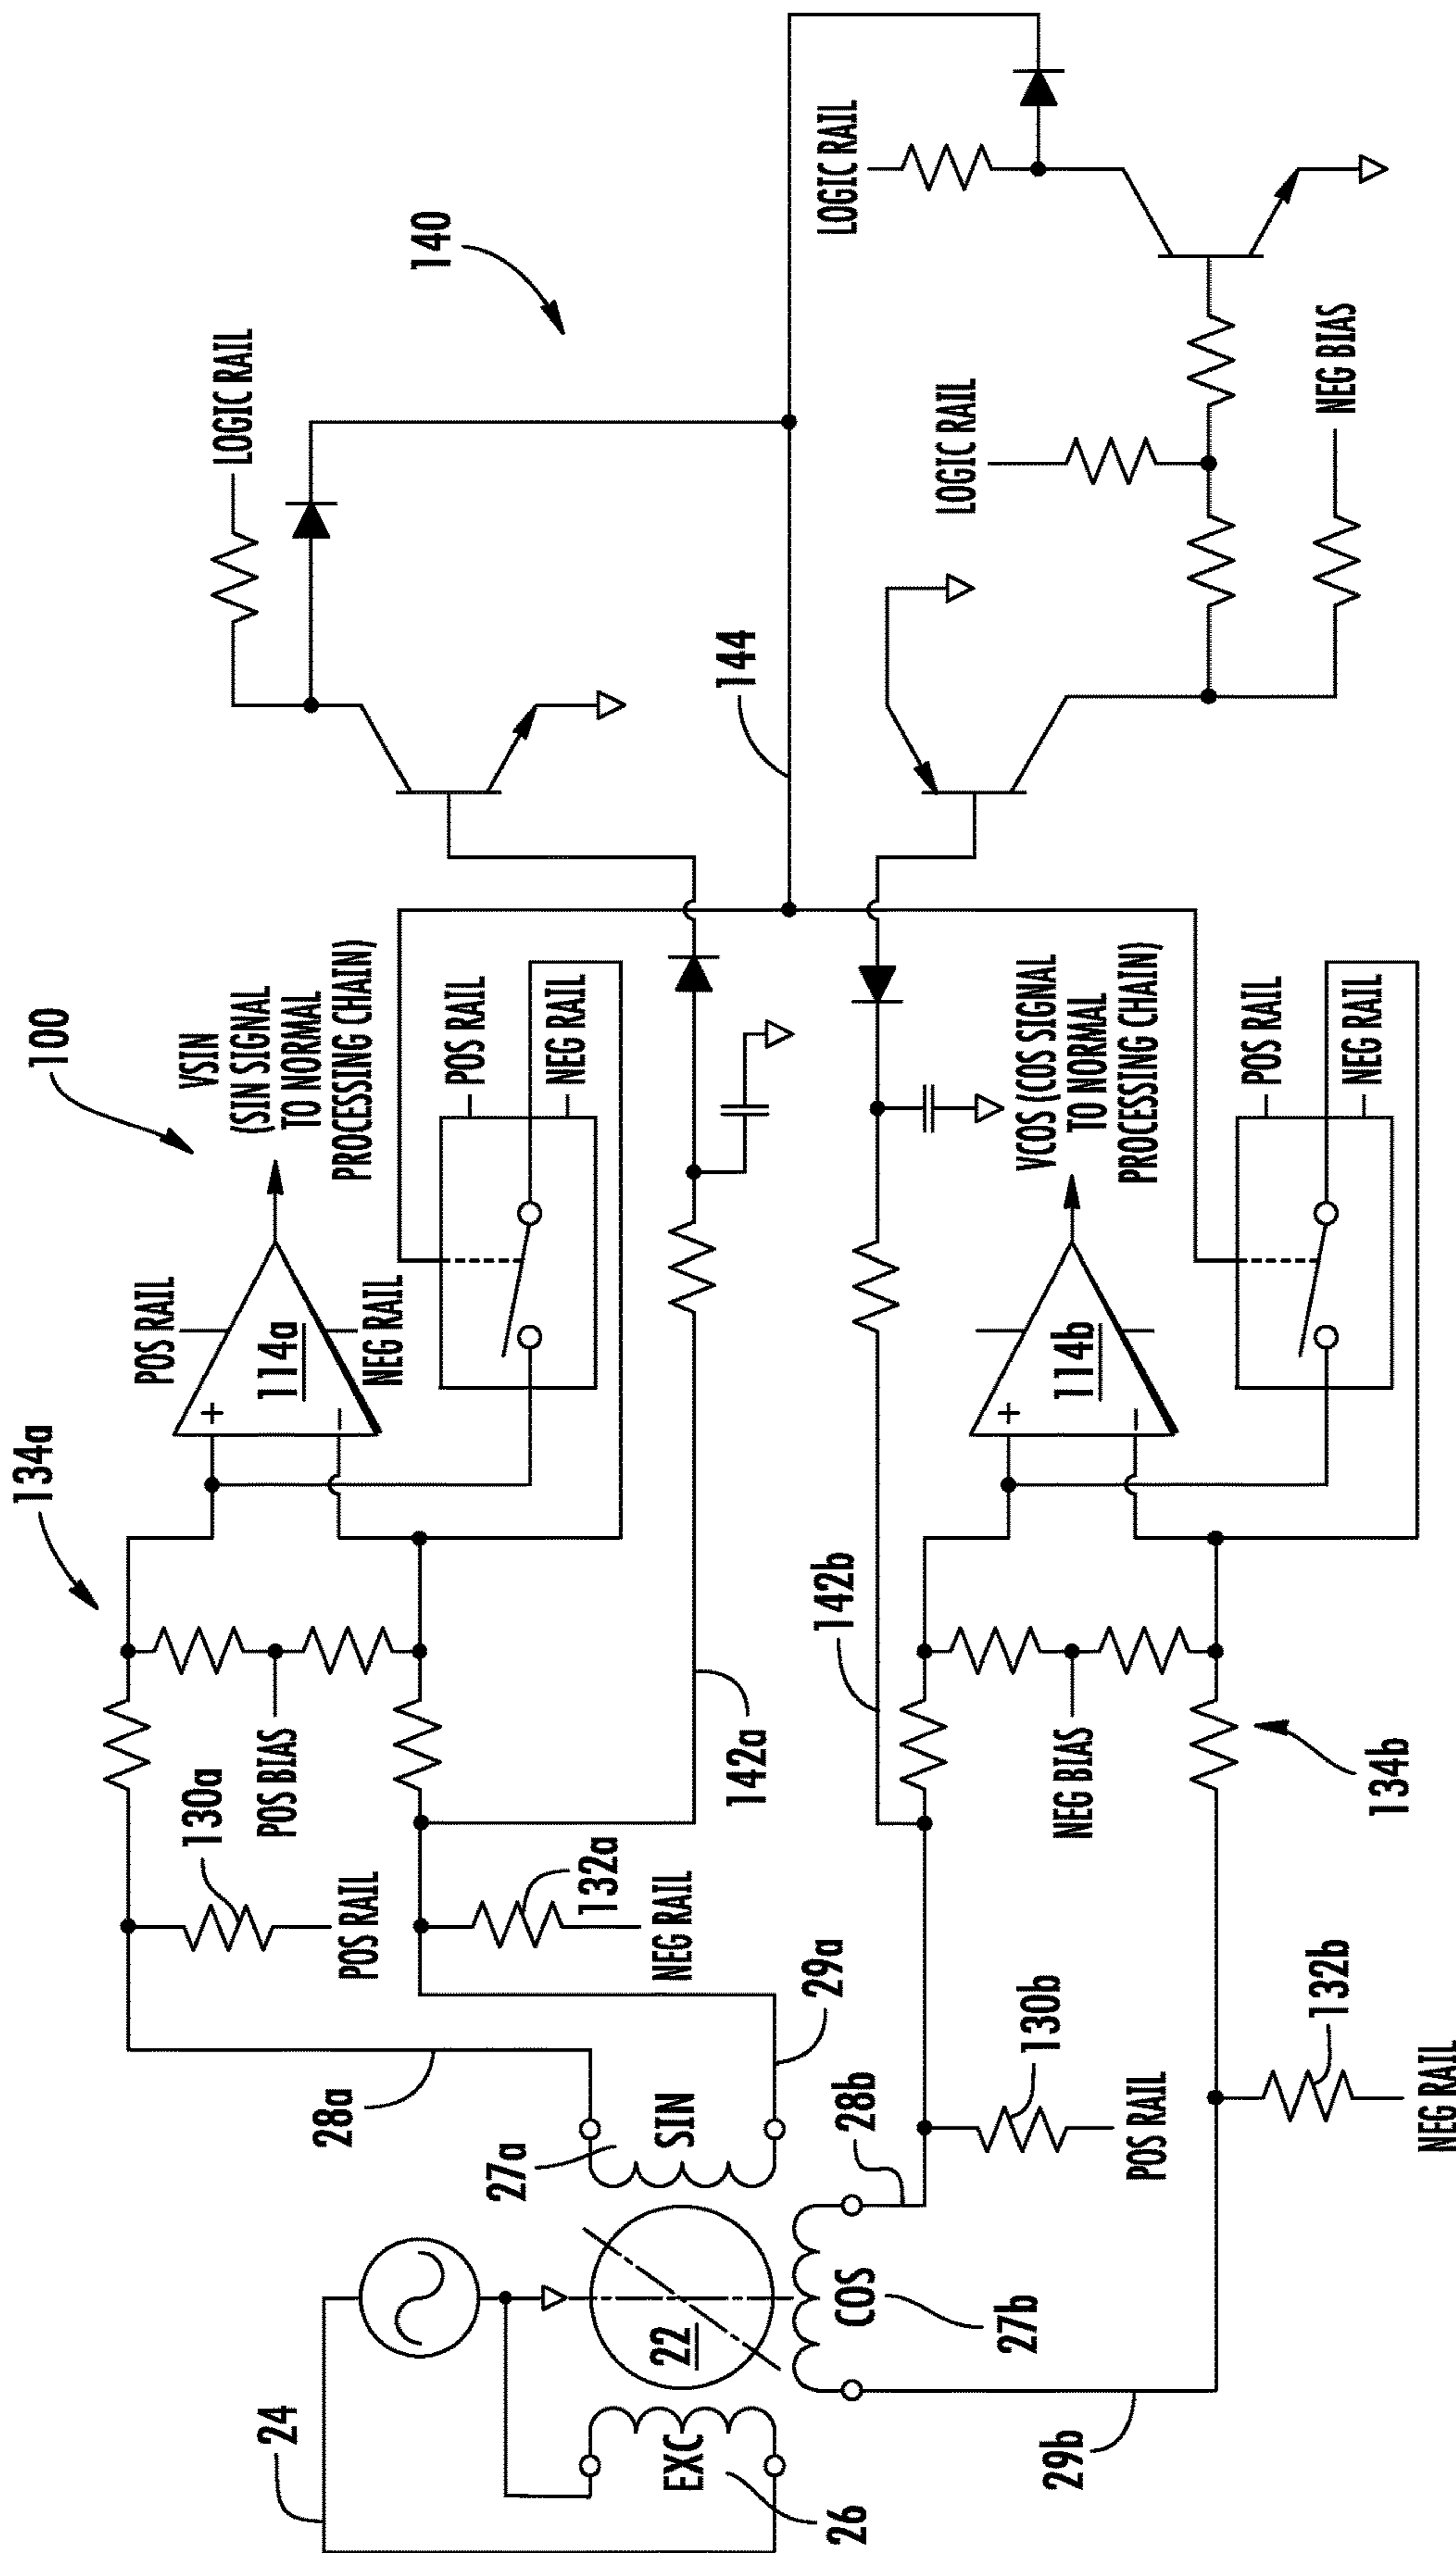 24
EXC
26
22
27a
SIN
COS
27b
28a
29a
28b
29b
130a
POS RAIL
132a
NEG RAIL
130b
POS RAIL
132b
NEG RAIL
134a
POS BIAS
142a
142b
NEG BIAS
134b
POS RAIL
+
114a
−
NEG RAIL
+
114b
−
100
VSIN
(SIN SIGNAL
TO NORMAL
PROCESSING CHAIN)
POS RAIL
NEG RAIL
VCOS (COS SIGNAL
TO NORMAL
PROCESSING CHAIN)
POS RAIL
NEG RAIL
144
140
LOGIC RAIL
LOGIC RAIL
NEG BIAS
LOGIC RAIL